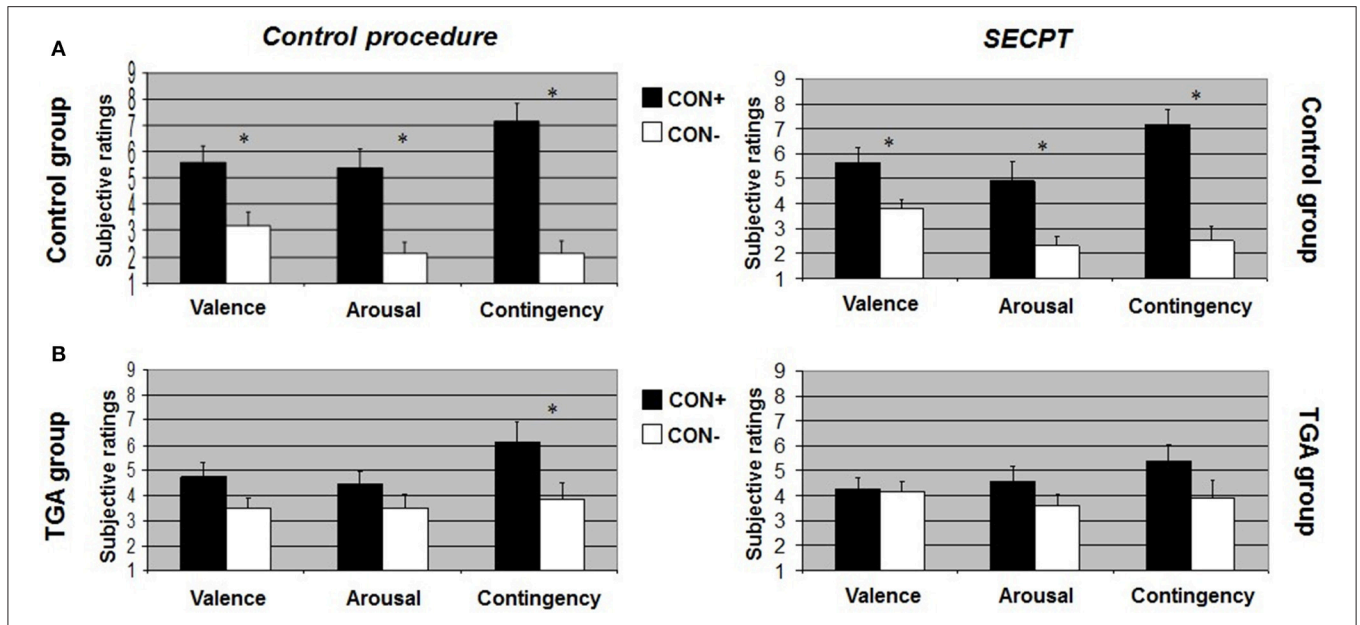 A
Control procedure
SECPT
Control group
Subjective ratings
9
8
7
6
5
4
3
2
1
*
*
*
Valence
Arousal
Contingency
CON+
CON-
Subjective ratings
9
8
7
6
5
4
3
2
1
*
*
*
Valence
Arousal
Contingency
Control group
B
TGA group
Subjective ratings
9
8
7
6
5
4
3
2
1
*
Valence
Arousal
Contingency
CON+
CON-
Subjective ratings
9
8
7
6
5
4
3
2
1
Valence
Arousal
Contingency
TGA group